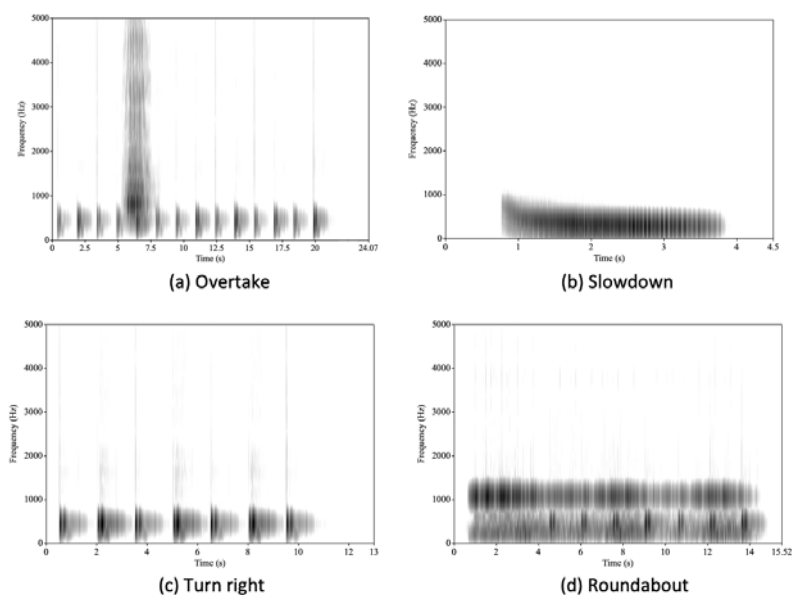 5000
4000
3000
2000
1000
0
Frequency (Hz)
0 2.5 5 7.5 10 12.5 15 17.5 20 24.07
Time (s)
(a) Overtake
5000
4000
3000
2000
1000
0
Frequency (Hz)
0 1 2 3 4 4.5
Time (s)
(b) Slowdown
5000
4000
3000
2000
1000
0
Frequency (Hz)
0 2 4 6 8 10 13
Time (s)
(c) Turn right
5000
4000
3000
2000
1000
0
Frequency (Hz)
0 2 4 6 8 10 12 14 15.52
Time (s)
(d) Roundabout